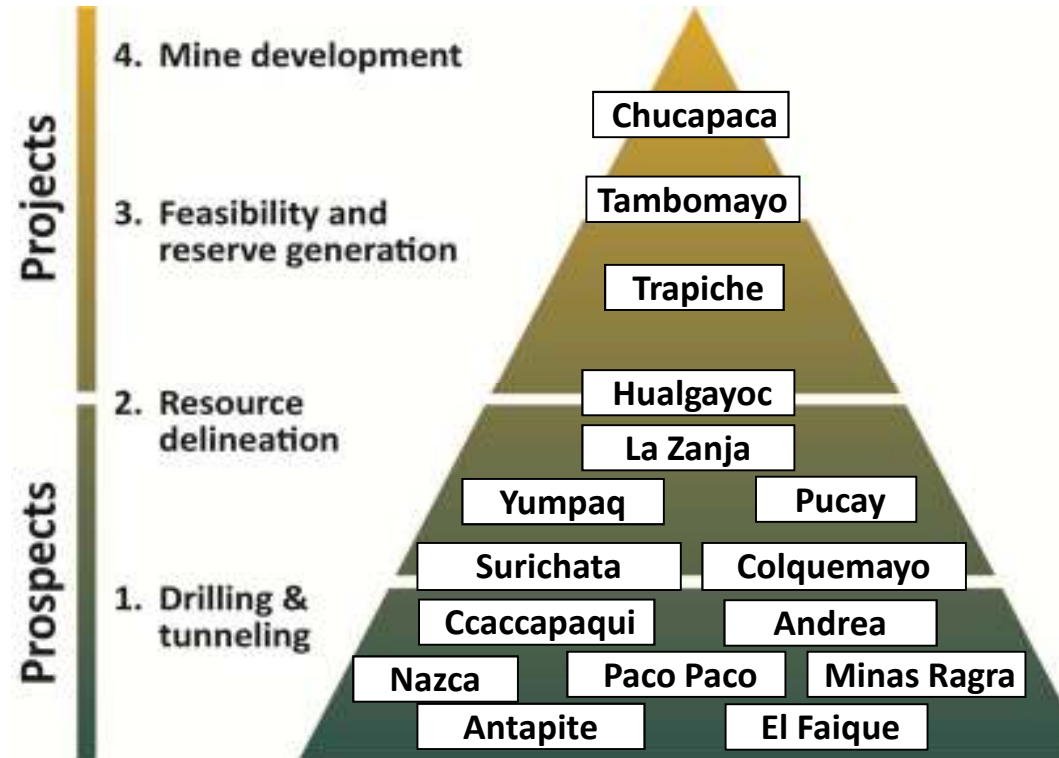 Projects
Prospects
4. Mine development
3. Feasibility and
reserve generation
2. Resource
delineation
1. Drilling &
tunneling
Chucapaca
Tambomayo
Trapiche
Hualgayoc
La Zanja
Yumpaq
Pucay
Surichata
Colquemayo
Ccaccapaqui
Andrea
Nazca
Paco Paco
Minas Ragra
Antapite
El Faique